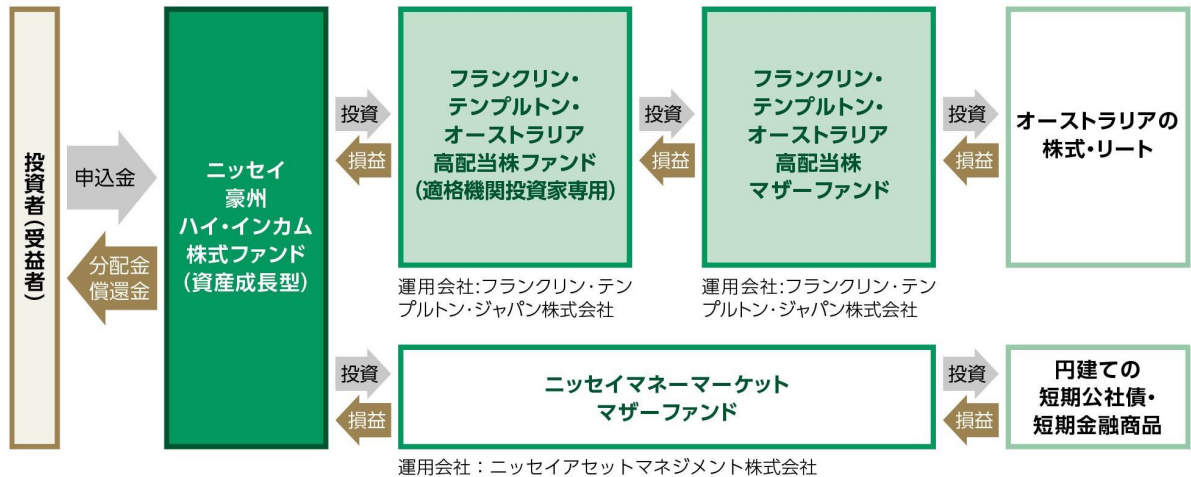 投資者(受益者)
申込金
分配金
償還金
ニッセイ
豪州
ハイ・インカム
株式ファンド
(資産成長型)
投資
損益
フランクリン・
テンプルトン・
オーストラリア
高配当株ファンド
(適格機関投資家専用)
運用会社:フランクリン・テン
プルトン・ジャパン株式会社
投資
損益
フランクリン・
テンプルトン・
オーストラリア
高配当株
マザーファンド
運用会社:フランクリン・テン
プルトン・ジャパン株式会社
投資
損益
オーストラリアの
株式・リート
投資
損益
ニッセイマネーマーケット
マザーファンド
運用会社：ニッセイアセットマネジメント株式会社
投資
損益
円建ての
短期公社債・
短期金融商品